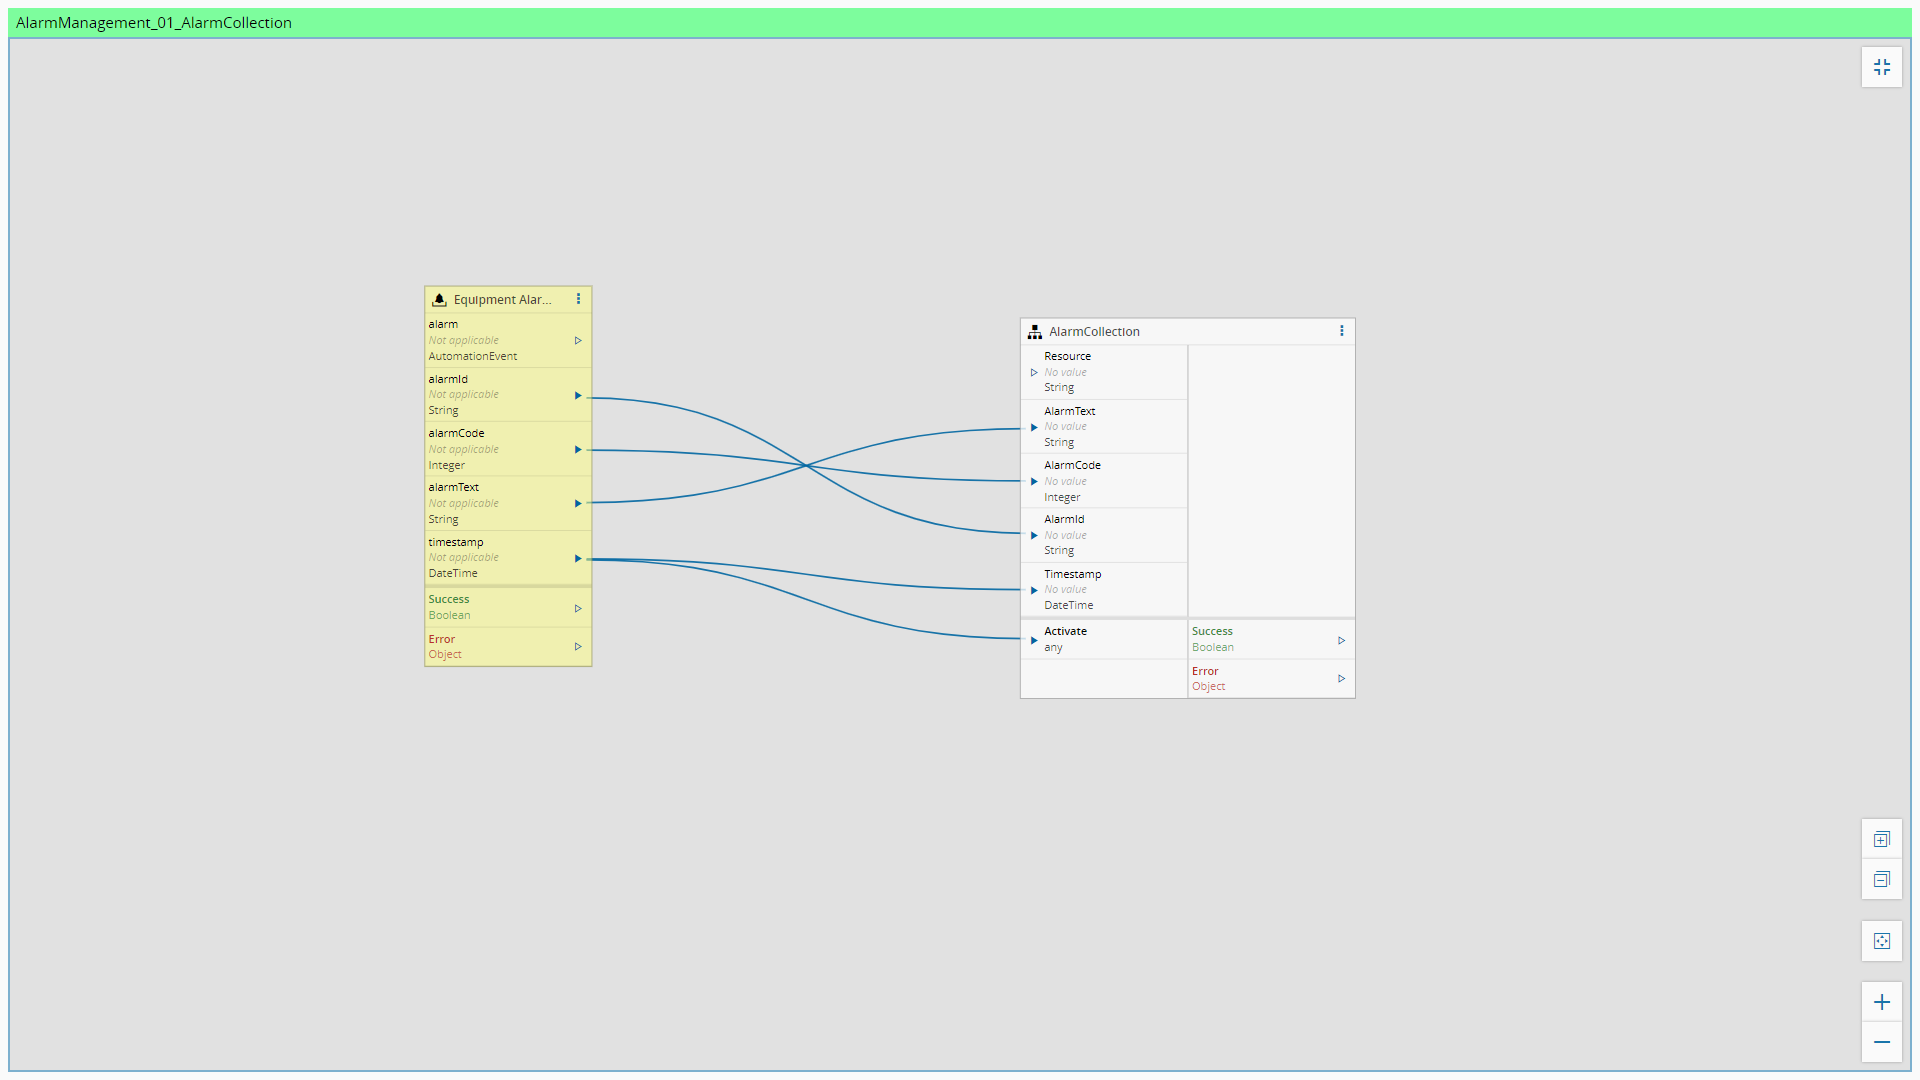 AlarmManagement_01_AlarmCollection
Equipment Alar...
alarm
Not applicable
AutomationEvent
alarmId
Not applicable
String
alarmCode
Not applicable
Integer
alarmText
Not applicable
String
timestamp
Not applicable
DateTime
Success
Boolean
Error
Object
AlarmCollection
Resource
No value
String
AlarmText
No value
String
AlarmCode
No value
Integer
AlarmId
No value
String
Timestamp
No value
DateTime
Activate
any
Success
Boolean
Error
Object